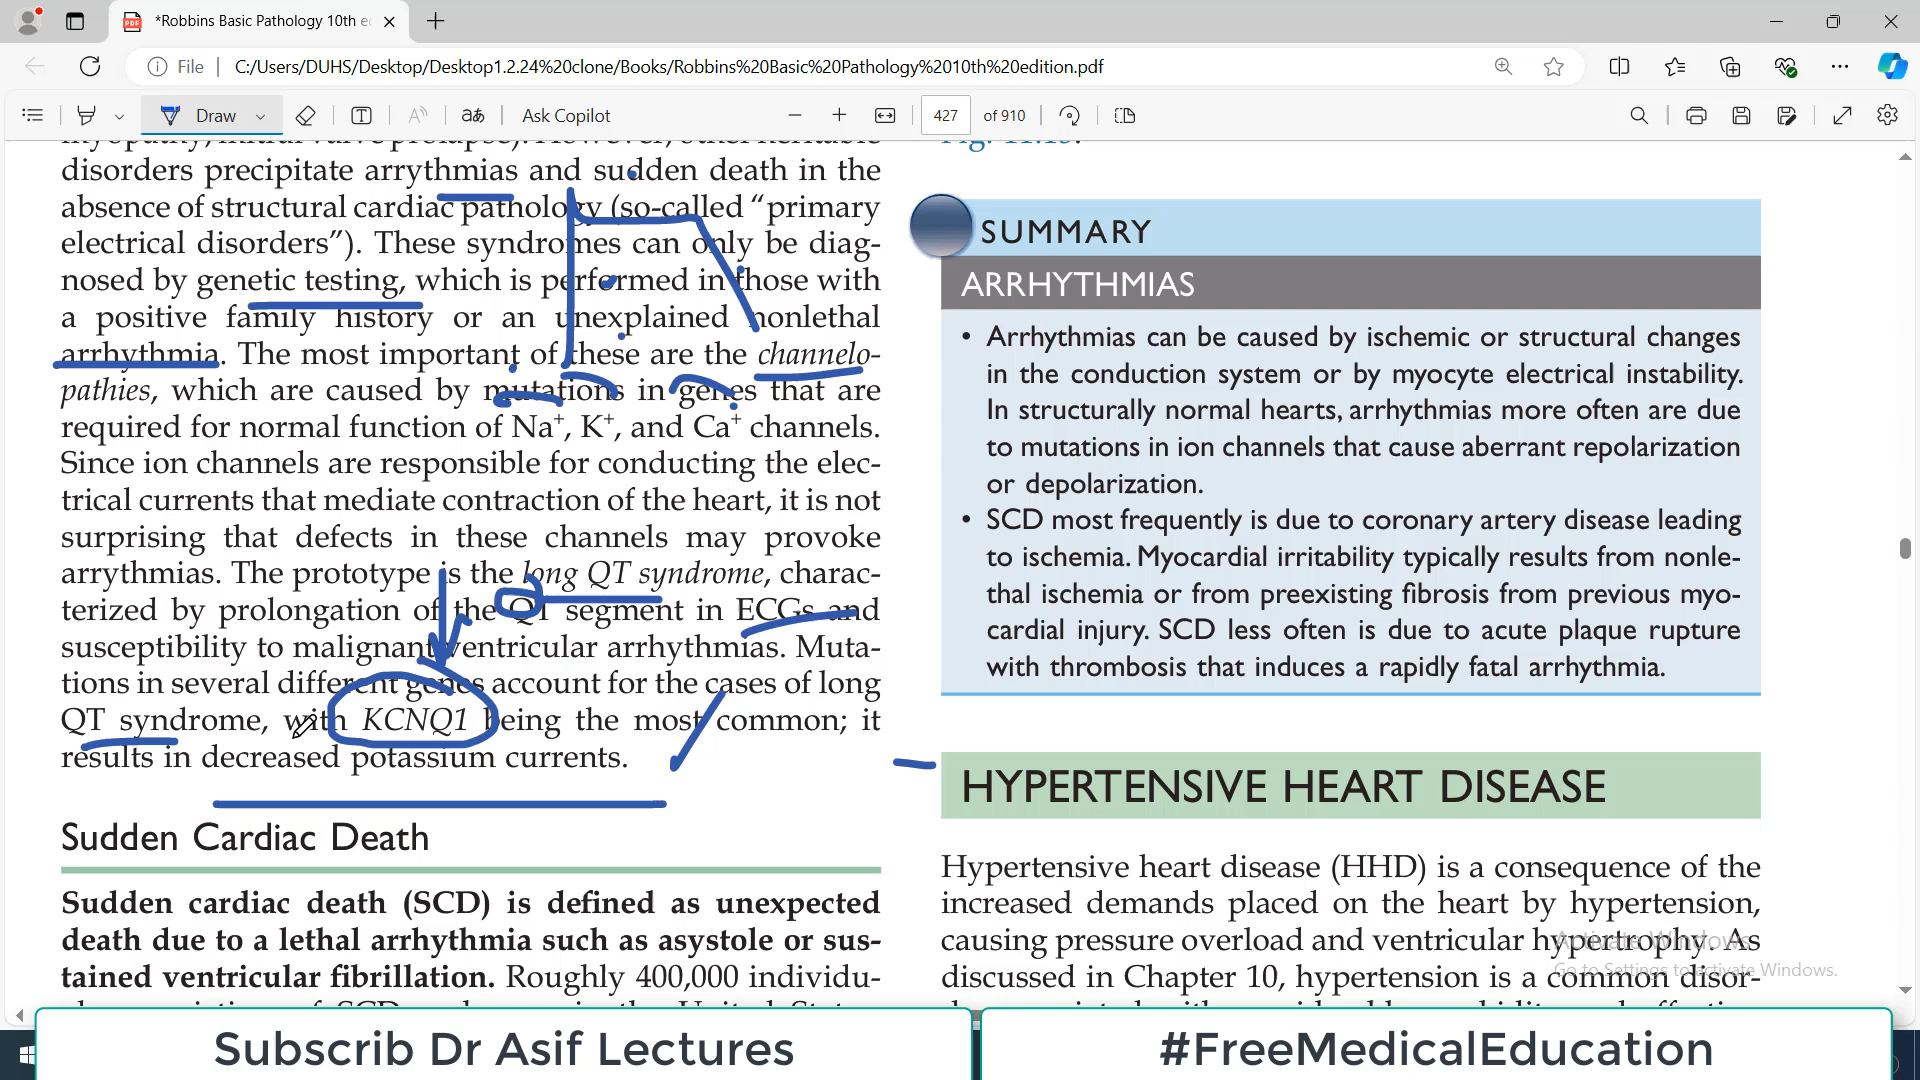 *Robbins Basic Pathology 10th e
File
C:/Users/DUHS/Desktop/Desktop1.2.24%20clone/Books/Robbins%20Basic%20Pathology%2010th%20edition.pdf
Draw
aあ
Ask Copilot
427 of 910
disorders precipitate arrythmias and sudden death in the
absence of structural cardiac pathology (so-called “primary
electrical disorders”). These syndromes can only be diag-
nosed by genetic testing, which is performed in those with
a positive family history or an unexplained nonlethal
arrhythmia. The most important of these are the channelo-
pathies, which are caused by mutations in genes that are
required for normal function of Na+, K+, and Ca+ channels.
Since ion channels are responsible for conducting the elec-
trical currents that mediate contraction of the heart, it is not
surprising that defects in these channels may provoke
arrythmias. The prototype is the long QT syndrome, charac-
terized by prolongation of the QT segment in ECGs and
susceptibility to malignant ventricular arrhythmias. Muta-
tions in several different genes account for the cases of long
QT syndrome, with KCNQ1 being the most common; it
results in decreased potassium currents.
Sudden Cardiac Death
Sudden cardiac death (SCD) is defined as unexpected
death due to a lethal arrhythmia such as asystole or sus-
tained ventricular fibrillation. Roughly 400,000 individu-
SUMMARY
ARRHYTHMIAS
• Arrhythmias can be caused by ischemic or structural changes
in the conduction system or by myocyte electrical instability.
In structurally normal hearts, arrhythmias more often are due
to mutations in ion channels that cause aberrant repolarization
or depolarization.
• SCD most frequently is due to coronary artery disease leading
to ischemia. Myocardial irritability typically results from nonle-
thal ischemia or from preexisting fibrosis from previous myo-
cardial injury. SCD less often is due to acute plaque rupture
with thrombosis that induces a rapidly fatal arrhythmia.
HYPERTENSIVE HEART DISEASE
Hypertensive heart disease (HHD) is a consequence of the
increased demands placed on the heart by hypertension,
causing pressure overload and ventricular hypertrophy. As
discussed in Chapter 10, hypertension is a common disor-
Activate Windows
Go to Settings to activate Windows.
Subscrib Dr Asif Lectures
#FreeMedicalEducation